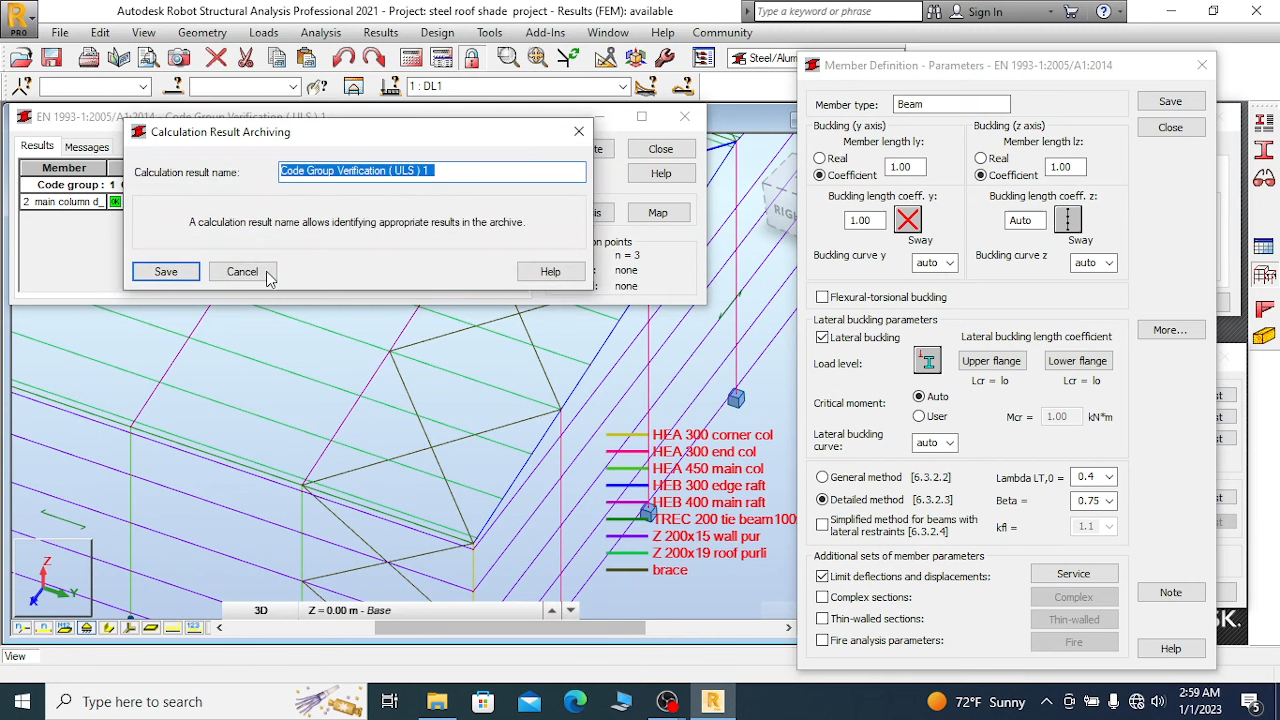 PRO
Autodesk Robot Structural Analysis Professional 2021 - Project: steel roof shade project - Results (FEM): available
Type a keyword or phrase
Sign In
File Edit View Geometry Loads Analysis Results Design Tools Add-Ins Window Help Community
Steel/Alum
1 : DL1
EN 1993-1:2005/A1:2014 - Code Group Verification ( ULS ) 1
Results Messages
Member
Code group : 1
2 main column d_ OK
Close
Help
Map
n = 3
none
none
Calculation Result Archiving
Calculation result name: Code Group Verification ( ULS ) 1
A calculation result name allows identifying appropriate results in the archive.
Save Cancel Help
RIGH
HEA 300 corner col
HEA 300 end col
HEA 450 main col
HEB 300 edge raft
HEB 400 main raft
TREC 200 tie beam100
Z 200x15 wall pur
Z 200x19 roof purli
brace
Z
Y
X
3D Z = 0.00 m - Base
View
Member Definition - Parameters - EN 1993-1:2005/A1:2014
Member type: Beam
Save
Close
Buckling (y axis) Buckling (z axis)
Member length ly: Member length lz:
Real Real
Coefficient 1.00 Coefficient 1.00
Buckling length coeff. y: Buckling length coeff. z:
1.00 Auto
Sway Sway
Buckling curve y auto Buckling curve z auto
Flexural-torsional buckling
Lateral buckling parameters
More...
Lateral buckling Lateral buckling length coefficient
Load level: Upper flange Lower flange
Lcr = lo Lcr = lo
Critical moment: Auto
User Mcr = 1.00 kN*m
Lateral buckling
curve: auto
General method [6.3.2.2] Lambda LT,0 = 0.4
Detailed method [6.3.2.3] Beta = 0.75
Simplified method for beams with
lateral restraints [6.3.2.4] kfl = 1.1
Additional sets of member parameters
Limit deflections and displacements: Service
Complex sections: Complex
Note
Thin-walled sections: Thin-walled
Fire analysis parameters: Fire
Help
SK.
Type here to search
72°F Sunny
2:59 AM
1/1/2023
5